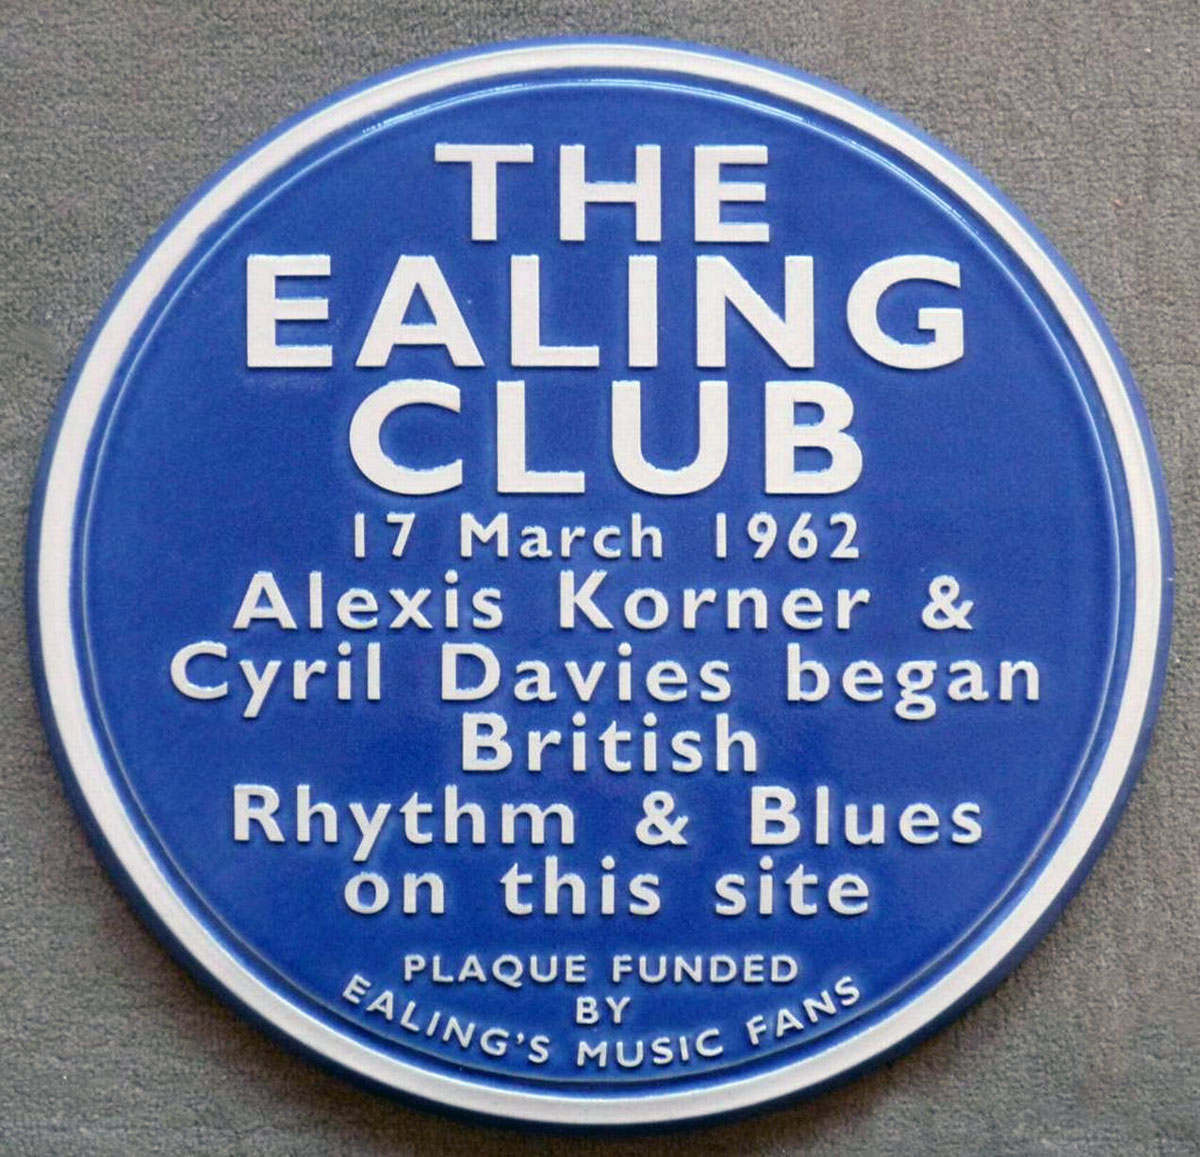 THE
EALING
CLUB
17 March 1962
Alexis Korner &
Cyril Davies began
British
Rhythm & Blues
on this site
PLAQUE FUNDED
BY
EALING'S MUSIC FANS